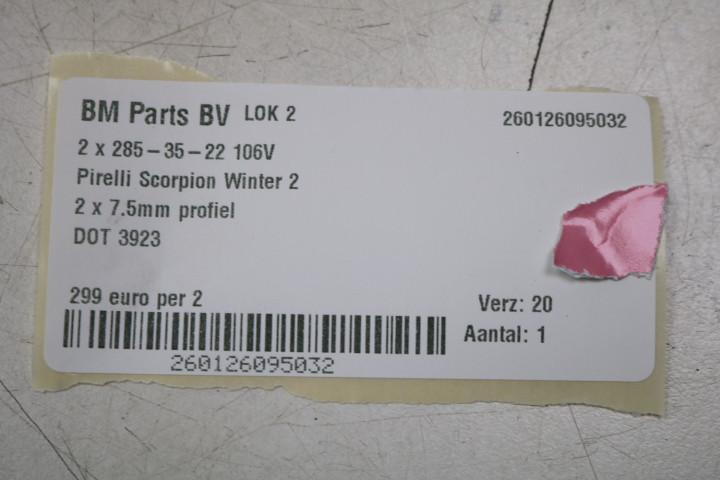 BM Parts BV LOK 2 260126095032
2 x 285-35-22 106V
Pirelli Scorpion Winter 2
2 x 7.5mm profiel
DOT 3923
299 euro per 2
Verz: 20
Aantal: 1
260126095032